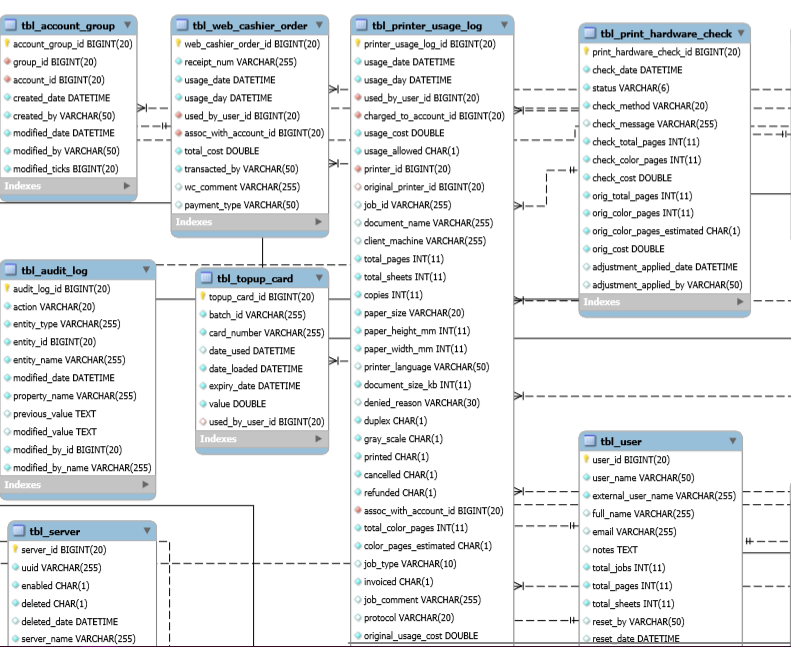 tbl_account_group
account_group_id BIGINT(20)
group_id BIGINT(20)
account_id BIGINT(20)
created_date DATETIME
created_by VARCHAR(50)
modified_date DATETIME
modified_by VARCHAR(50)
modified_ticks BIGINT(20)
Indexes
tbl_web_cashier_order
web_cashier_order_id BIGINT(20)
receipt_num VARCHAR(255)
usage_date DATETIME
usage_day DATETIME
used_by_user_id BIGINT(20)
assoc_with_account_id BIGINT(20)
total_cost DOUBLE
transacted_by VARCHAR(50)
wc_comment VARCHAR(255)
payment_type VARCHAR(50)
Indexes
tbl_printer_usage_log
printer_usage_log_id BIGINT(20)
usage_date DATETIME
usage_day DATETIME
used_by_user_id BIGINT(20)
charged_to_account_id BIGINT(20)
usage_cost DOUBLE
usage_allowed CHAR(1)
printer_id BIGINT(20)
original_printer_id BIGINT(20)
job_id VARCHAR(255)
document_name VARCHAR(255)
client_machine VARCHAR(255)
total_pages INT(11)
total_sheets INT(11)
copies INT(11)
paper_size VARCHAR(20)
paper_height_mm INT(11)
paper_width_mm INT(11)
printer_language VARCHAR(50)
document_size_kb INT(11)
denied_reason VARCHAR(30)
duplex CHAR(1)
gray_scale CHAR(1)
printed CHAR(1)
cancelled CHAR(1)
refunded CHAR(1)
assoc_with_account_id BIGINT(20)
total_color_pages INT(11)
color_pages_estimated CHAR(1)
job_type VARCHAR(10)
invoiced CHAR(1)
job_comment VARCHAR(255)
protocol VARCHAR(20)
original_usage_cost DOUBLE
tbl_print_hardware_check
print_hardware_check_id BIGINT(20)
check_date DATETIME
status VARCHAR(6)
check_method VARCHAR(20)
check_message VARCHAR(255)
check_total_pages INT(11)
check_color_pages INT(11)
check_cost DOUBLE
orig_total_pages INT(11)
orig_color_pages INT(11)
orig_color_pages_estimated CHAR(1)
orig_cost DOUBLE
adjustment_applied_date DATETIME
adjustment_applied_by VARCHAR(50)
Indexes
tbl_audit_log
audit_log_id BIGINT(20)
action VARCHAR(20)
entity_type VARCHAR(255)
entity_id BIGINT(20)
entity_name VARCHAR(255)
modified_date DATETIME
property_name VARCHAR(255)
previous_value TEXT
modified_value TEXT
modified_by_id BIGINT(20)
modified_by_name VARCHAR(255)
Indexes
tbl_topup_card
topup_card_id BIGINT(20)
batch_id VARCHAR(255)
card_number VARCHAR(255)
date_used DATETIME
date_loaded DATETIME
expiry_date DATETIME
value DOUBLE
used_by_user_id BIGINT(20)
Indexes
tbl_user
user_id BIGINT(20)
user_name VARCHAR(50)
external_user_name VARCHAR(255)
full_name VARCHAR(255)
email VARCHAR(255)
notes TEXT
total_jobs INT(11)
total_pages INT(11)
total_sheets INT(11)
reset_by VARCHAR(50)
reset_date DATETIME
tbl_server
server_id BIGINT(20)
uuid VARCHAR(255)
enabled CHAR(1)
deleted CHAR(1)
deleted_date DATETIME
server_name VARCHAR(255)